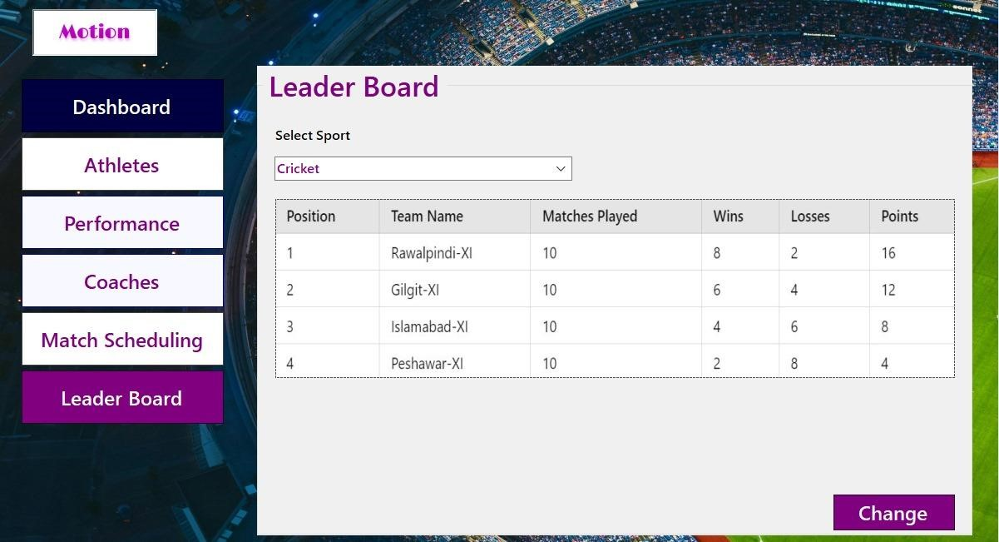 Motion
sonnet
Dashboard
Athletes
Performance
Coaches
Match Scheduling
Leader Board
Leader Board
Select Sport
Cricket
Position Team Name Matches Played Wins Losses Points
1 Rawalpindi-XI 10 8 2 16
2 Gilgit-XI 10 6 4 12
3 Islamabad-XI 10 4 6 8
4 Peshawar-XI 10 2 8 4
Change